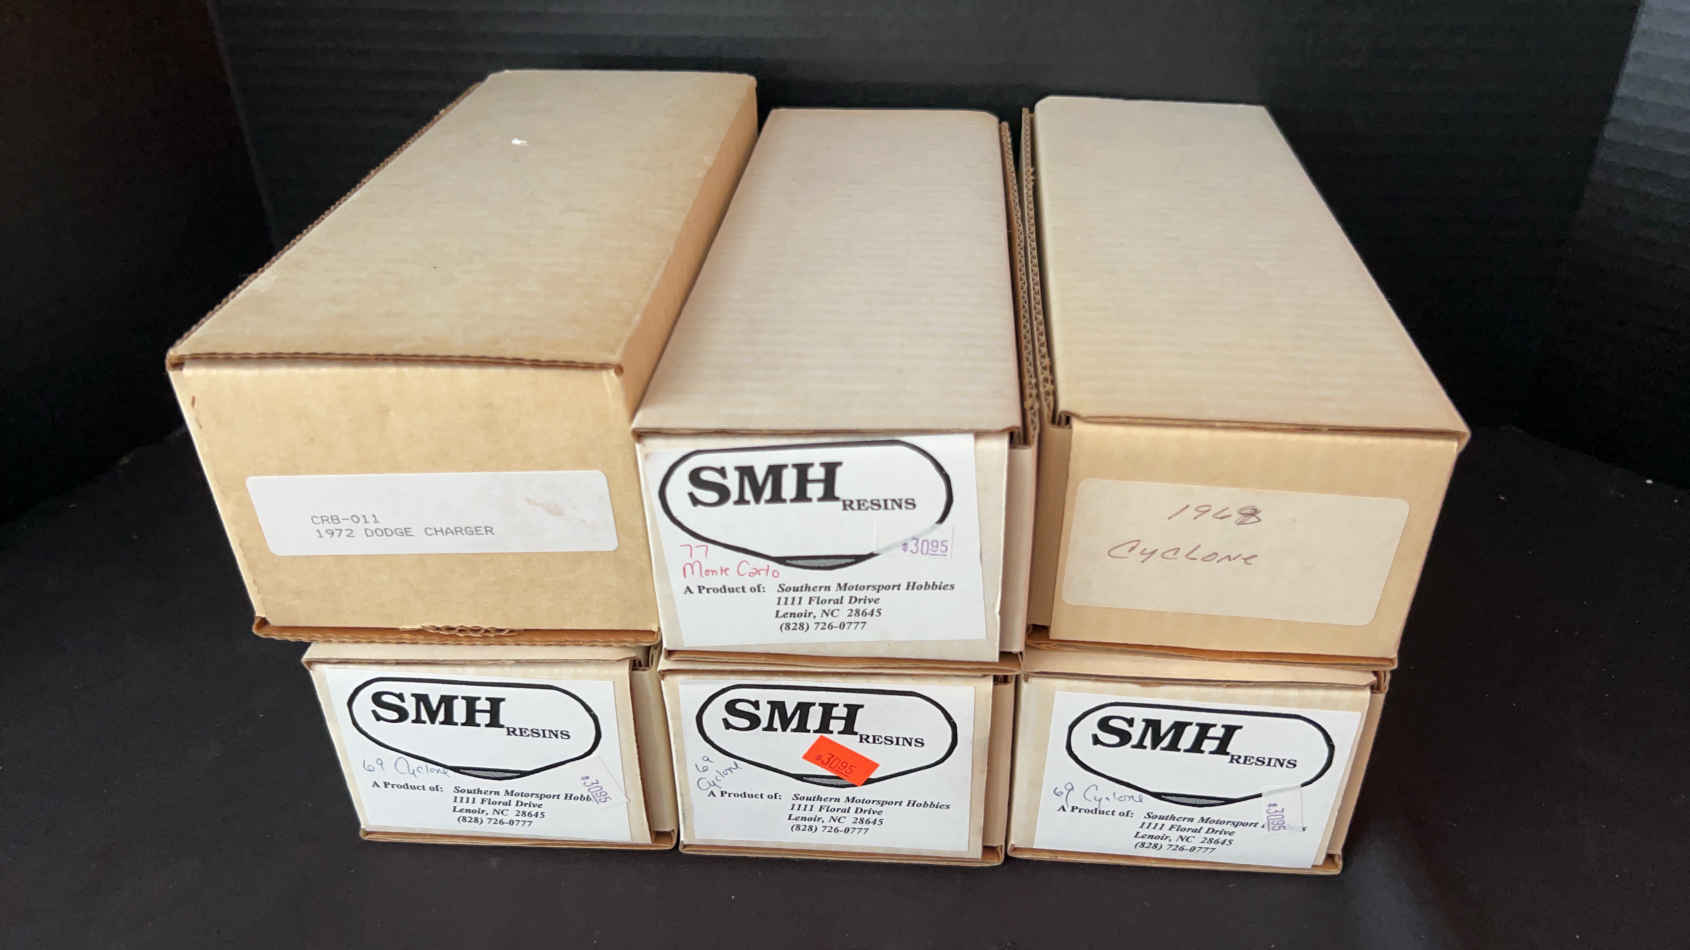 CRB-011
1972 DODGE CHARGER
SMH RESINS
$30.95
77
Monte Carlo
A Product of: Southern Motorsport Hobbies
1111 Floral Drive
Lenoir, NC 28645
(828) 726-0777
1968
Cyclone
SMH RESINS
69 Cyclone
$30.95
A Product of: Southern Motorsport Hobb
1111 Floral Drive
Lenoir, NC 28645
(828) 726-0777
SMH RESINS
$30.95
69
Cyclone
A Product of: Southern Motorsport Hobbies
1111 Floral Drive
Lenoir, NC 28645
(828) 726-0777
SMH RESINS
69 Cyclone
$30.95
A Product of: Southern Motorsport
1111 Floral Drive
Lenoir, NC 28645
(828) 726-0777